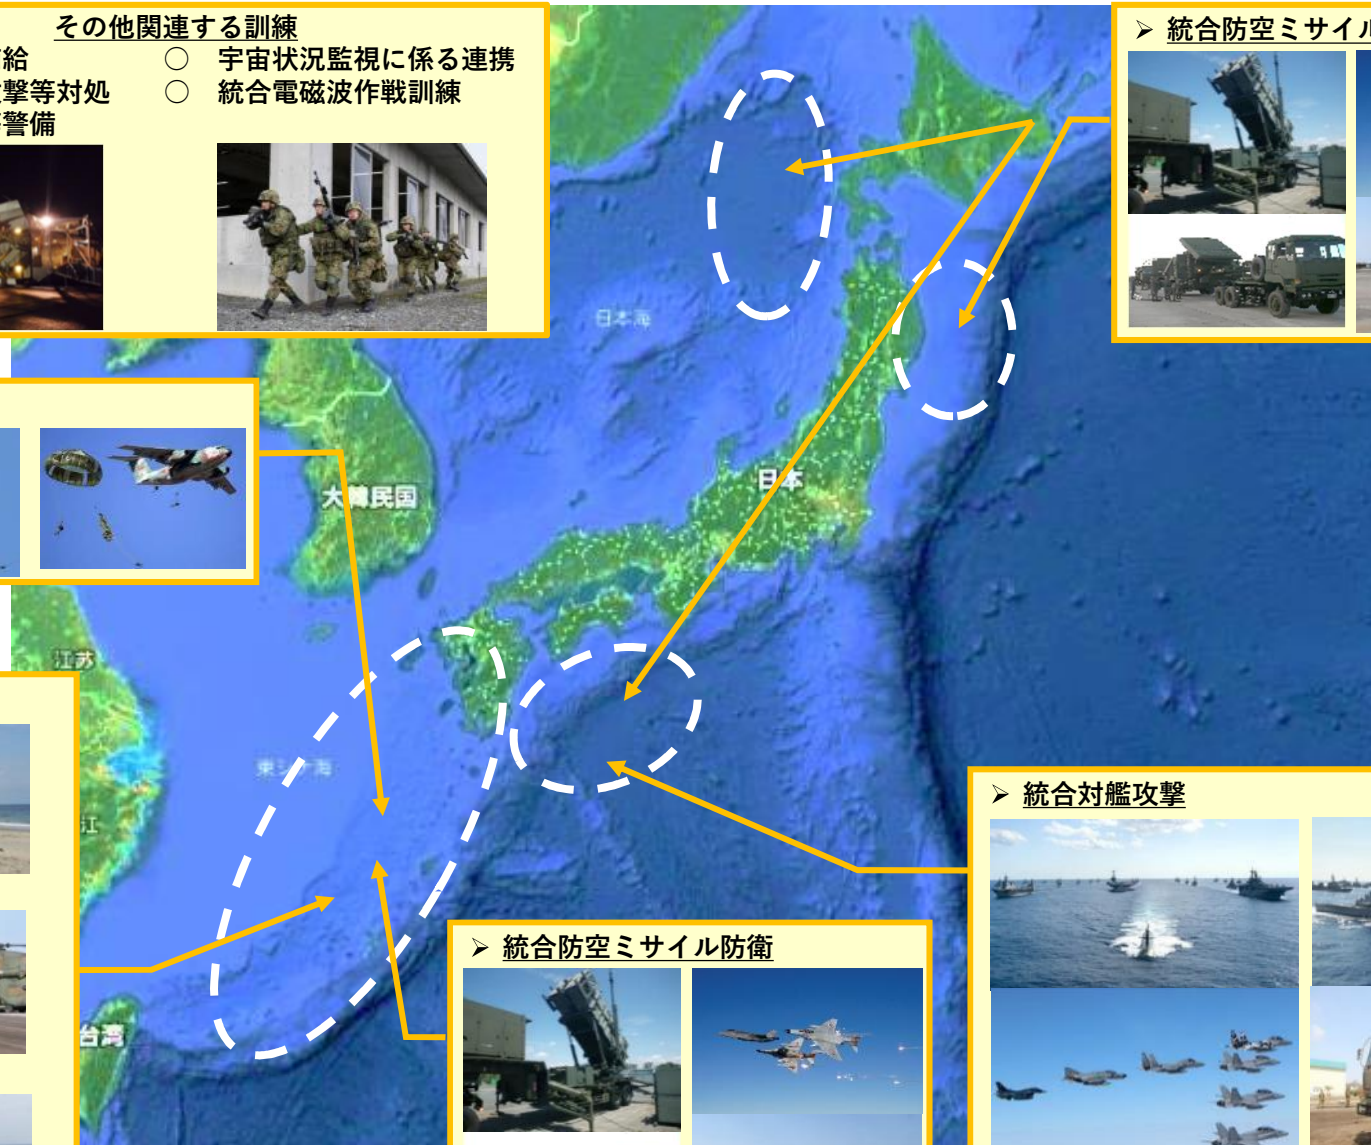 その他関連する訓練
給
○ 宇宙状況監視に係る連携
撃等対処
○ 統合電磁波作戦訓練
警備
➢ 統合防空ミサイル
日本海
日本
大韓民国
江苏
東シナ海
江
台湾
➢ 統合対艦攻撃
➢ 統合防空ミサイル防衛